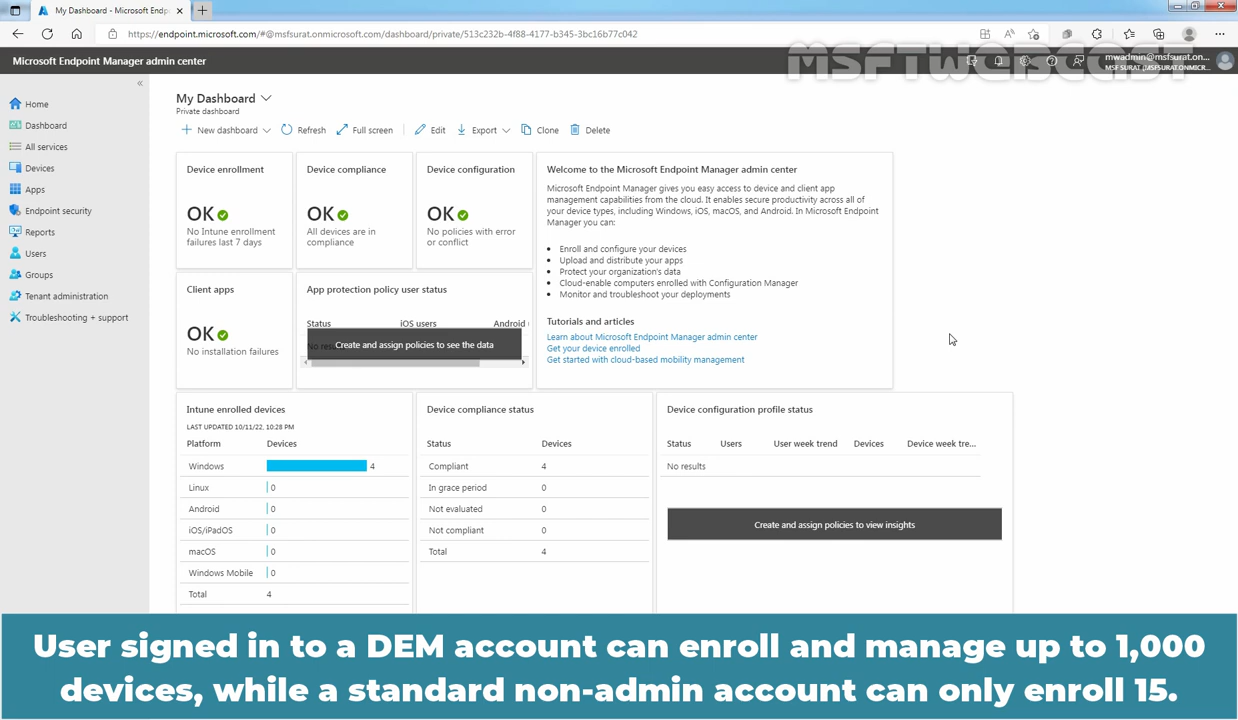 My Dashboard - Microsoft Endp
https://endpoint.microsoft.com/#@msfsurat.onmicrosoft.com/dashboard/private/513c232b-4f88-4177-b345-3bc16b77c042
MSFTWEBCAST
Microsoft Endpoint Manager admin center
mwadmin@msfsurat.on...
MSF SURAT (MSFSURAT.ONMICR...
Home
Dashboard
All services
Devices
Apps
Endpoint security
Reports
Users
Groups
Tenant administration
Troubleshooting + support
My Dashboard
Private dashboard
New dashboard
Refresh
Full screen
Edit
Export
Clone
Delete
Device enrollment
OK
No Intune enrollment
failures last 7 days
Device compliance
OK
All devices are in
compliance
Device configuration
OK
No policies with error
or conflict
Welcome to the Microsoft Endpoint Manager admin center
Microsoft Endpoint Manager gives you easy access to device and client app
management capabilities from the cloud. It enables secure productivity across all of
your device types, including Windows, iOS, macOS, and Android. In Microsoft Endpoint
Manager you can:
• Enroll and configure your devices
• Upload and distribute your apps
• Protect your organization's data
• Cloud-enable computers enrolled with Configuration Manager
• Monitor and troubleshoot your deployments
Tutorials and articles
Learn about Microsoft Endpoint Manager admin center
Get your device enrolled
Get started with cloud-based mobility management
Client apps
OK
No installation failures
App protection policy user status
Status iOS users Android
No resu
Create and assign policies to see the data
Intune enrolled devices
LAST UPDATED 10/11/22, 10:28 PM
Platform Devices
Windows 4
Linux 0
Android 0
iOS/iPadOS 0
macOS 0
Windows Mobile 0
Total 4
Device compliance status
Status Devices
Compliant 4
In grace period 0
Not evaluated 0
Not compliant 0
Total 4
Device configuration profile status
Status Users User week trend Devices Device week tre...
No results
Create and assign policies to view insights
User signed in to a DEM account can enroll and manage up to 1,000
devices, while a standard non-admin account can only enroll 15.